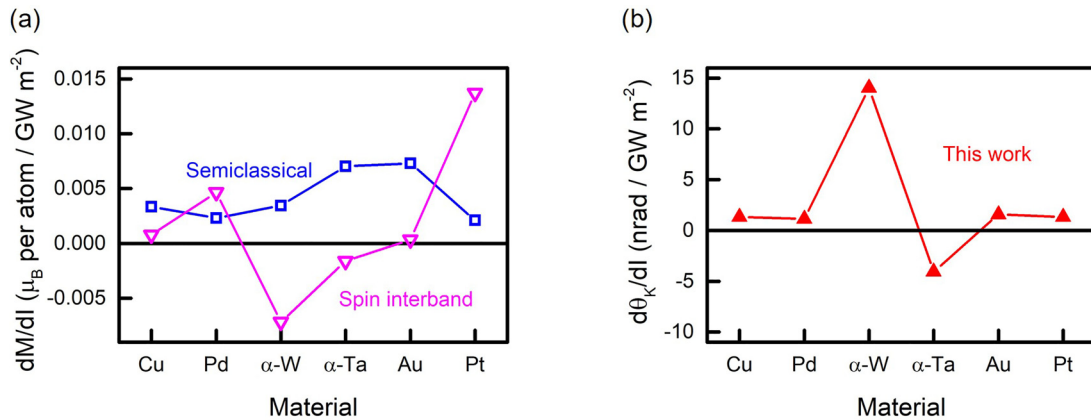 (a)
dM/dI (μ_B per atom / GW m⁻²)
0.015
0.010
0.005
0.000
-0.005
Semiclassical
Spin interband
Cu Pd α-W α-Ta Au Pt
Material
(b)
dθ_K/dI (nrad / GW m⁻²)
15
10
5
0
-5
-10
This work
Cu Pd α-W α-Ta Au Pt
Material